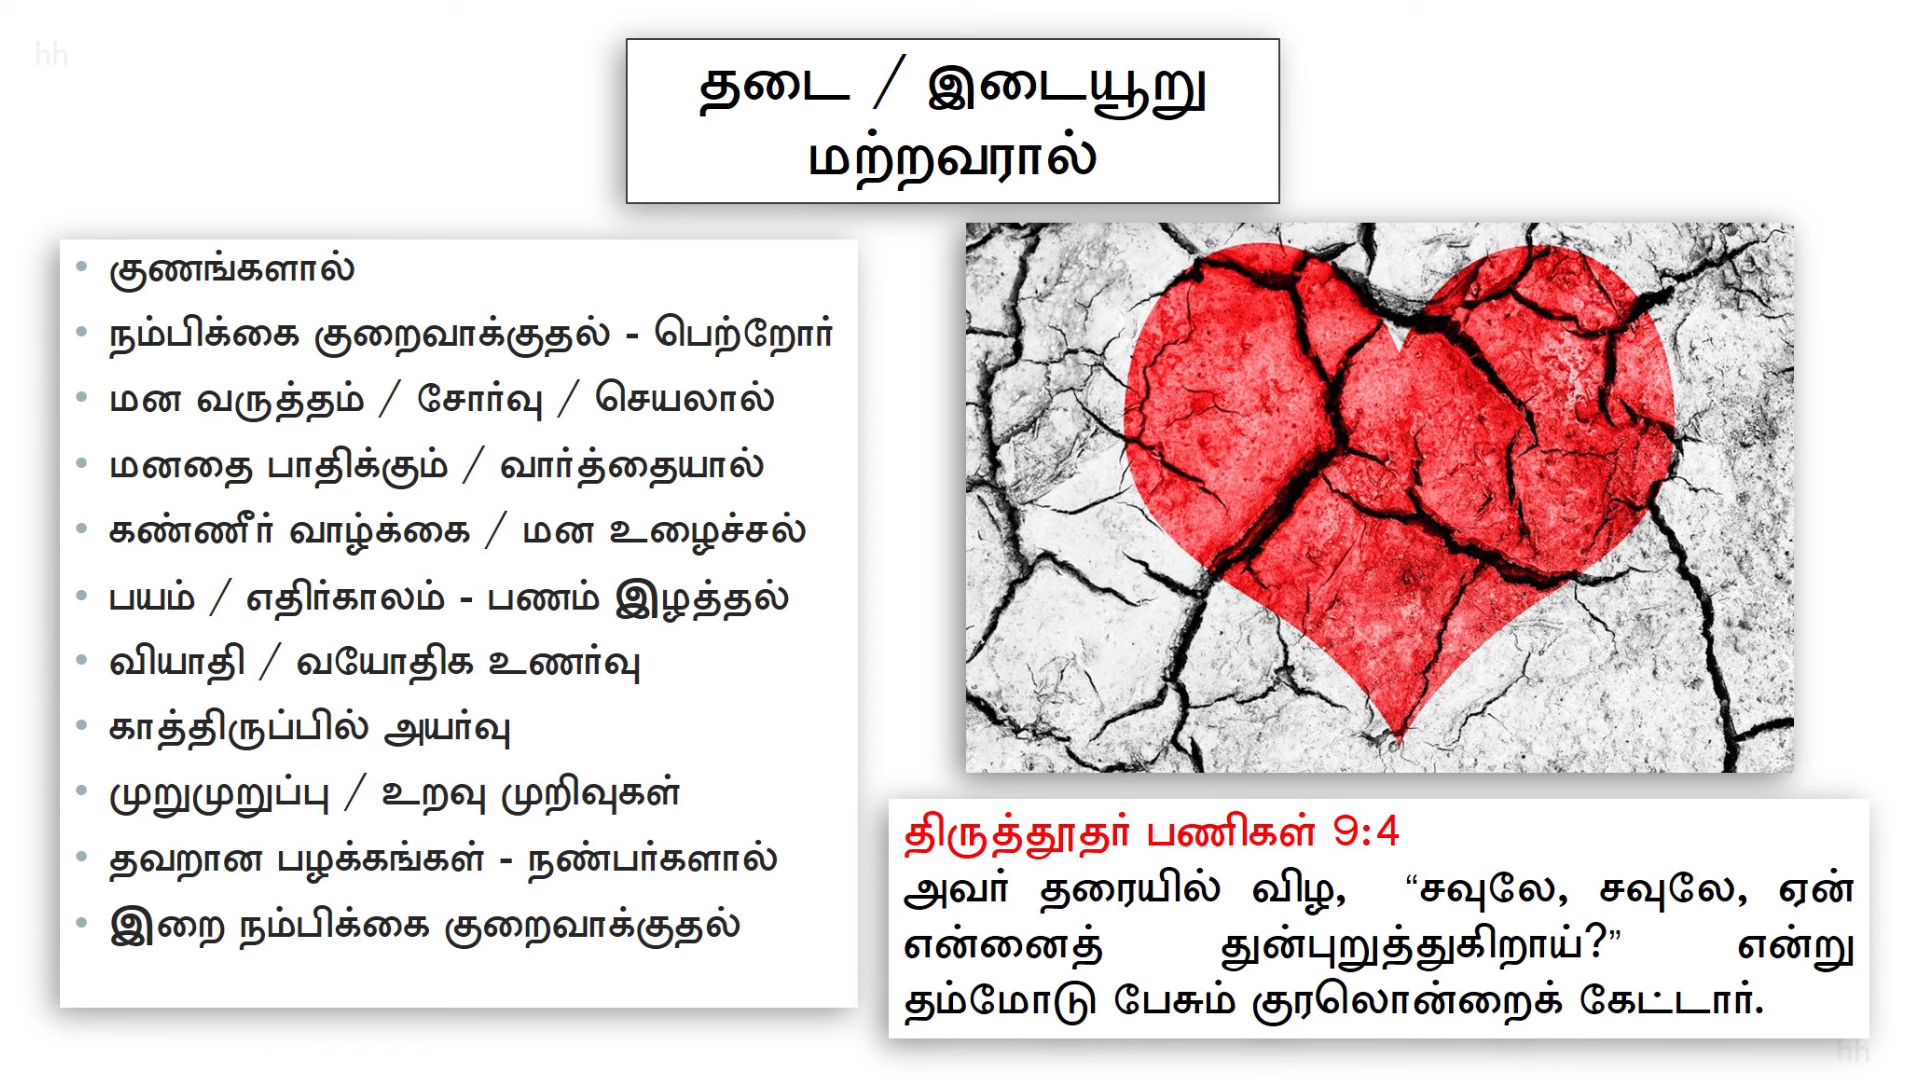 hh
தடை / இடையூறு
மற்றவரால்
• குணங்களால்
• நம்பிக்கை குறைவாக்குதல் - பெற்றோர்
• மன வருத்தம் / சோர்வு / செயலால்
• மனதை பாதிக்கும் / வார்த்தையால்
• கண்ணீர் வாழ்க்கை / மன உழைச்சல்
• பயம் / எதிர்காலம் - பணம் இழத்தல்
• வியாதி / வயோதிக உணர்வு
• காத்திருப்பில் அயர்வு
• முறுமுறுப்பு / உறவு முறிவுகள்
• தவறான பழக்கங்கள் - நண்பர்களால்
• இறை நம்பிக்கை குறைவாக்குதல்
திருத்தூதர் பணிகள் 9:4
அவர் தரையில் விழ, “சவுலே, சவுலே, ஏன்
என்னைத் துன்புறுத்துகிறாய்?” என்று
தம்மோடு பேசும் குரலொன்றைக் கேட்டார்.
hh